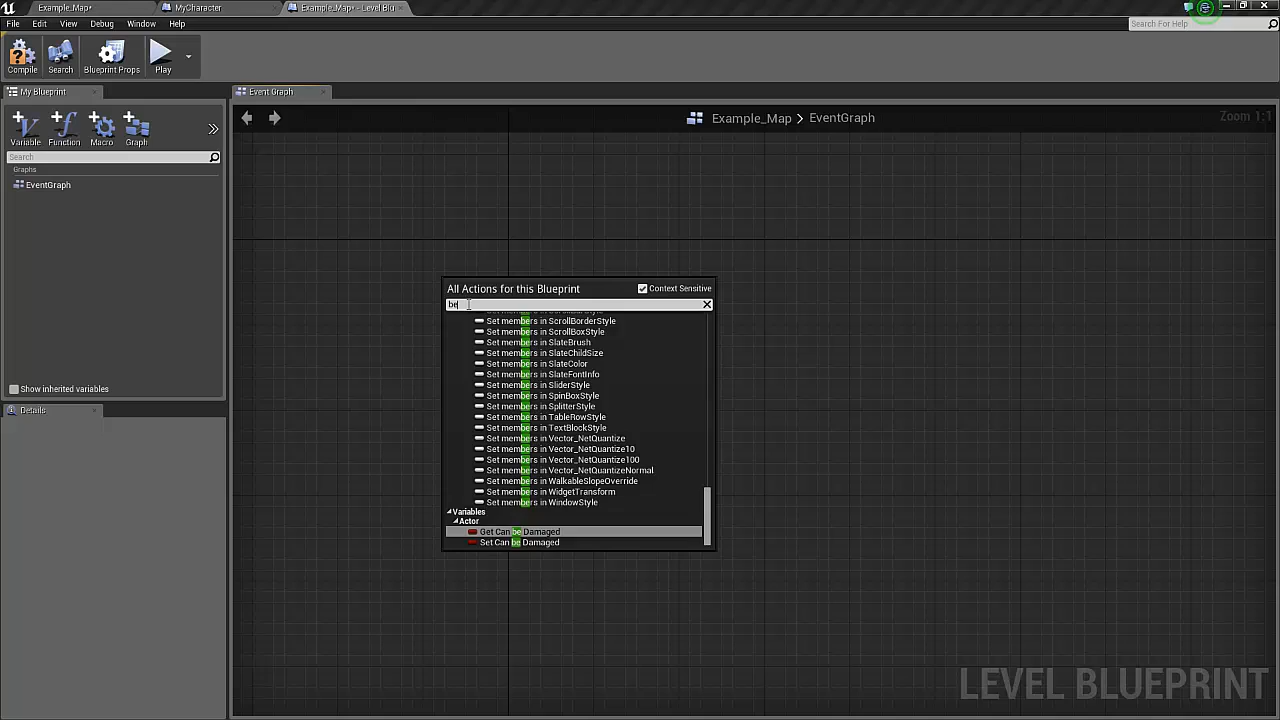 Example_Map•
MyCharacter
Example_Map• - Level Blu
File Edit View Debug Window Help
Search For Help
Compile Search Blueprint Props Play
My Blueprint
Event Graph
Variable Function Macro Graph
Example_Map > EventGraph
Zoom 1:1
Search
Graphs
EventGraph
All Actions for this Blueprint
Context Sensitive
be
Set members in ScrollBorderStyle
Set members in ScrollBoxStyle
Set members in SlateBrush
Set members in SlateChildSize
Set members in SlateColor
Set members in SlateFontInfo
Set members in SliderStyle
Set members in SpinBoxStyle
Set members in SplitterStyle
Set members in TableRowStyle
Set members in TextBlockStyle
Set members in Vector_NetQuantize
Set members in Vector_NetQuantize10
Set members in Vector_NetQuantize100
Set members in Vector_NetQuantizeNormal
Set members in WalkableSlopeOverride
Set members in WidgetTransform
Set members in WindowStyle
Variables
Actor
Get Can be Damaged
Set Can be Damaged
Show inherited variables
Details
LEVEL BLUEPRINT